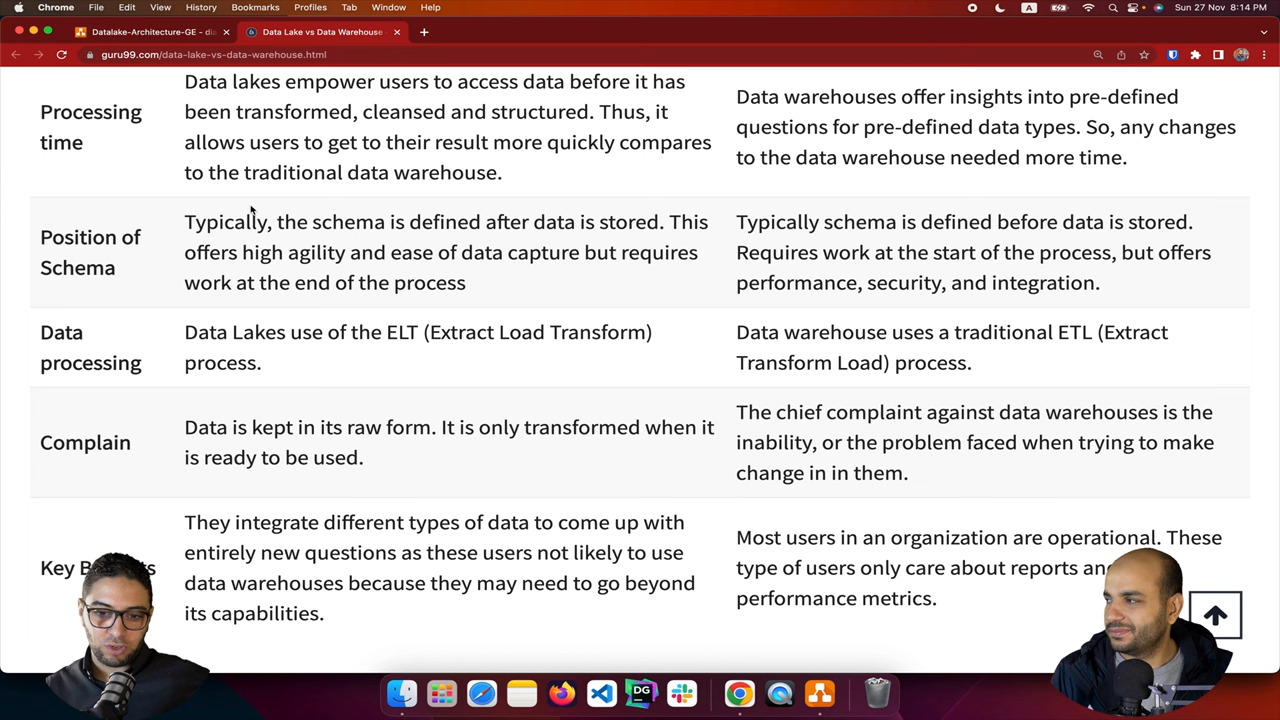 Chrome File Edit View History Bookmarks Profiles Tab Window Help
A
Sun 27 Nov 8:14 PM
Datalake-Architecture-GE - dia
Data Lake vs Data Warehouse -
guru99.com/data-lake-vs-data-warehouse.html
Processing
time
Data lakes empower users to access data before it has
been transformed, cleansed and structured. Thus, it
allows users to get to their result more quickly compares
to the traditional data warehouse.
Data warehouses offer insights into pre-defined
questions for pre-defined data types. So, any changes
to the data warehouse needed more time.
Position of
Schema
Typically, the schema is defined after data is stored. This
offers high agility and ease of data capture but requires
work at the end of the process
Typically schema is defined before data is stored.
Requires work at the start of the process, but offers
performance, security, and integration.
Data
processing
Data Lakes use of the ELT (Extract Load Transform)
process.
Data warehouse uses a traditional ETL (Extract
Transform Load) process.
Complain
Data is kept in its raw form. It is only transformed when it
is ready to be used.
The chief complaint against data warehouses is the
inability, or the problem faced when trying to make
change in in them.
Key
They integrate different types of data to come up with
entirely new questions as these users not likely to use
data warehouses because they may need to go beyond
its capabilities.
Most users in an organization are operational. These
type of users only care about reports and
performance metrics.
DG